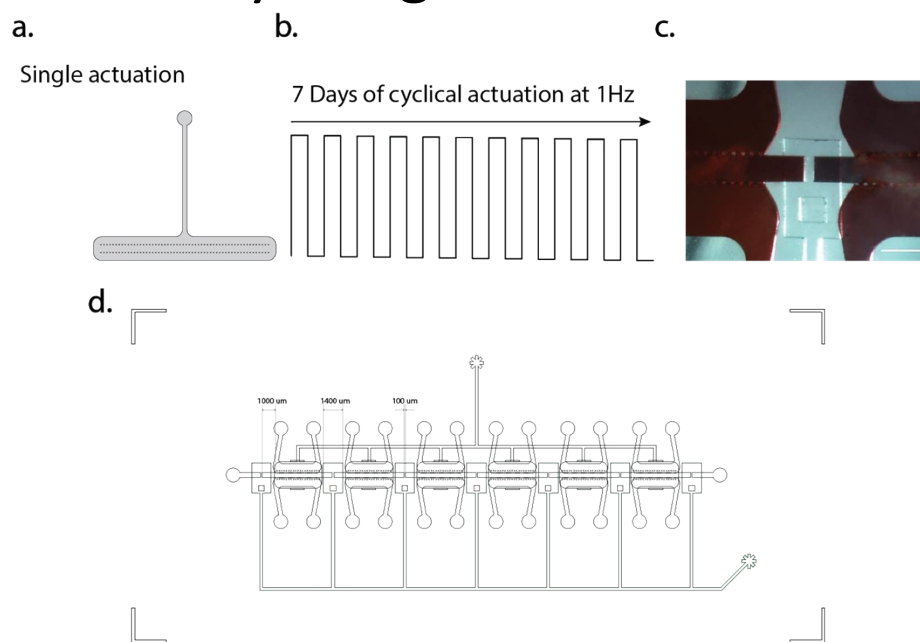 a.
b.
c.
Single actuation
7 Days of cyclical actuation at 1Hz
d.
1000 um
1400 um
100 um